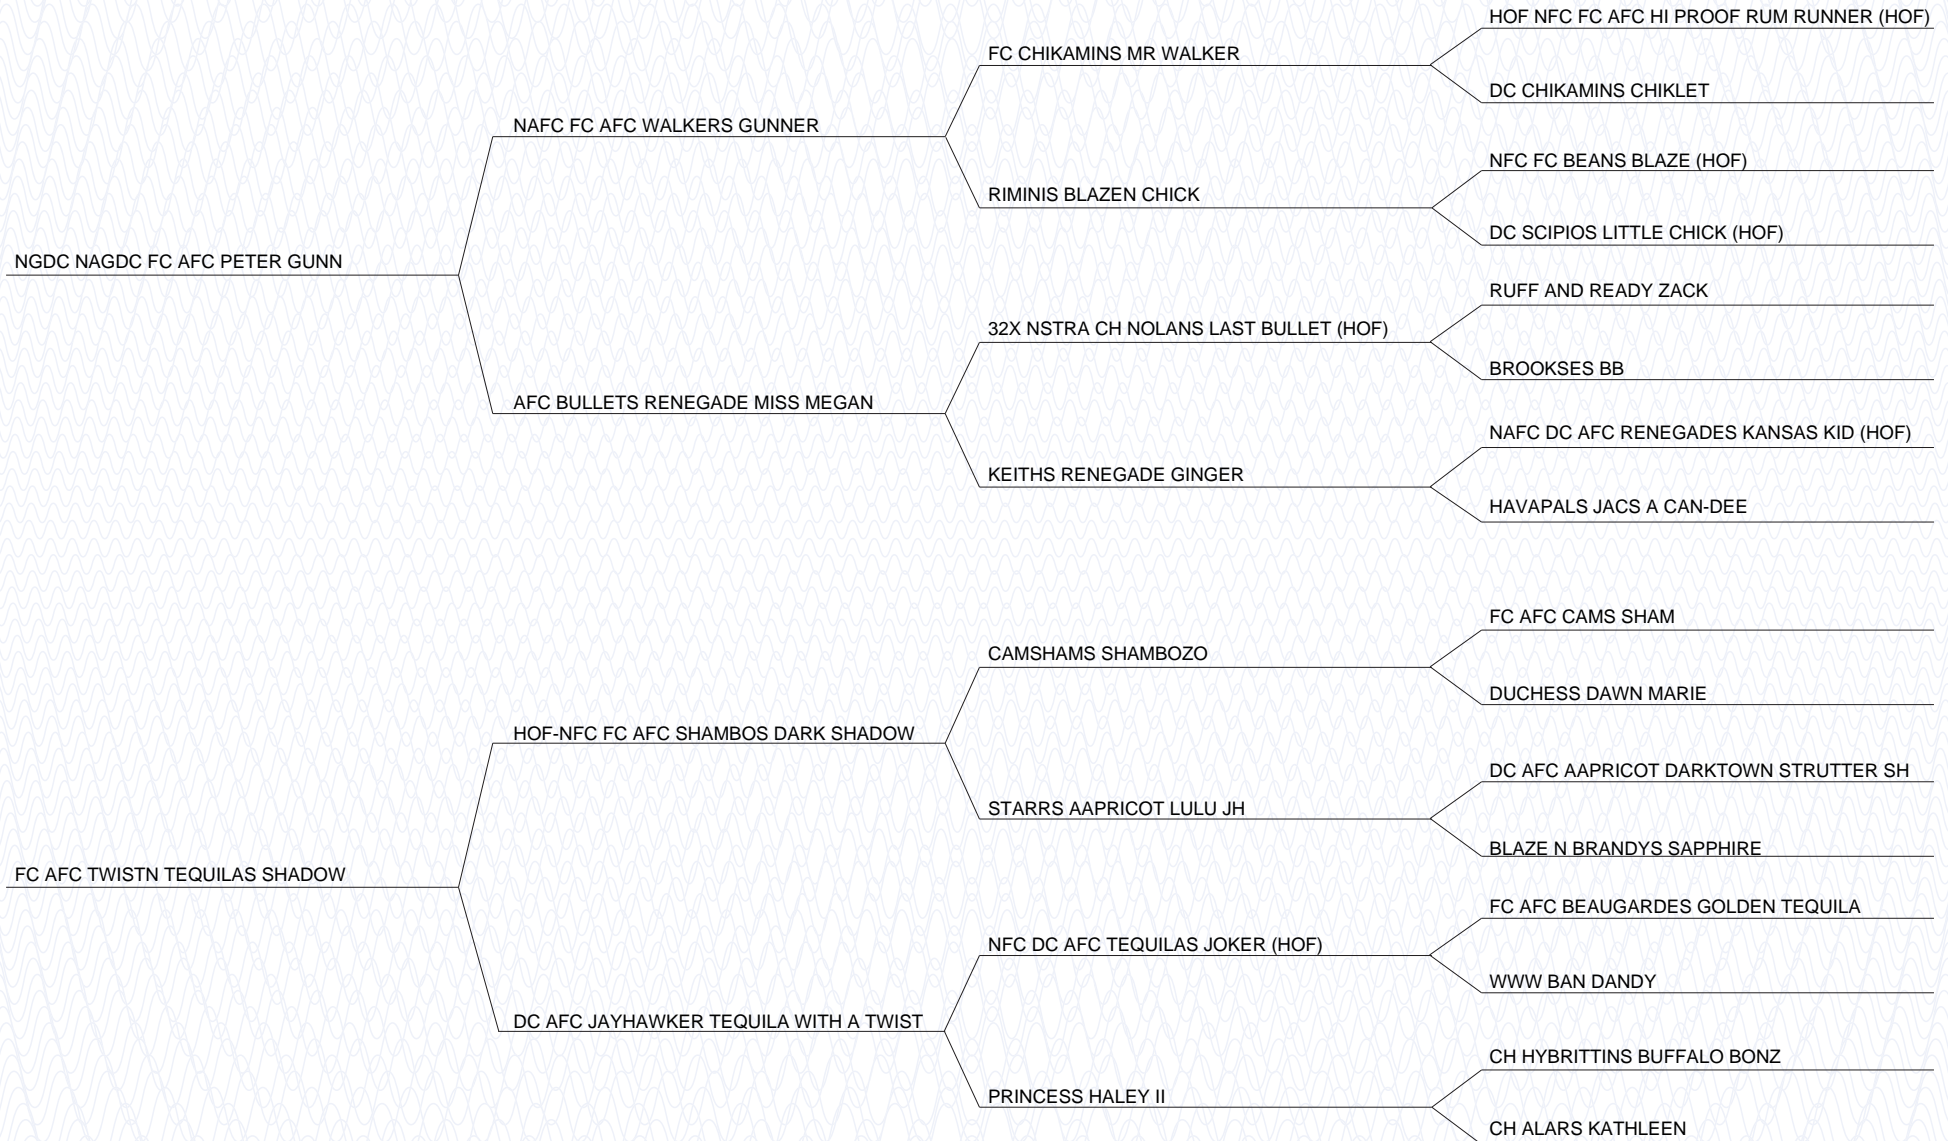 HOF NFC FC AFC HI PROOF RUM RUNNER (HOF)
FC CHIKAMINS MR WALKER
DC CHIKAMINS CHIKLET
NAFC FC AFC WALKERS GUNNER
NFC FC BEANS BLAZE (HOF)
RIMINIS BLAZEN CHICK
DC SCIPIOS LITTLE CHICK (HOF)
NGDC NAGDC FC AFC PETER GUNN
RUFF AND READY ZACK
32X NSTRA CH NOLANS LAST BULLET (HOF)
BROOKSES BB
AFC BULLETS RENEGADE MISS MEGAN
NAFC DC AFC RENEGADES KANSAS KID (HOF)
KEITHS RENEGADE GINGER
HAVAPALS JACS A CAN-DEE
FC AFC CAMS SHAM
CAMSHAMS SHAMBOZO
DUCHESS DAWN MARIE
HOF-NFC FC AFC SHAMBOS DARK SHADOW
DC AFC AAPRICOT DARKTOWN STRUTTER SH
STARRS AAPRICOT LULU JH
BLAZE N BRANDYS SAPPHIRE
FC AFC TWISTN TEQUILAS SHADOW
FC AFC BEAUGARDES GOLDEN TEQUILA
NFC DC AFC TEQUILAS JOKER (HOF)
WWW BAN DANDY
DC AFC JAYHAWKER TEQUILA WITH A TWIST
CH HYBRITTINS BUFFALO BONZ
PRINCESS HALEY II
CH ALARS KATHLEEN